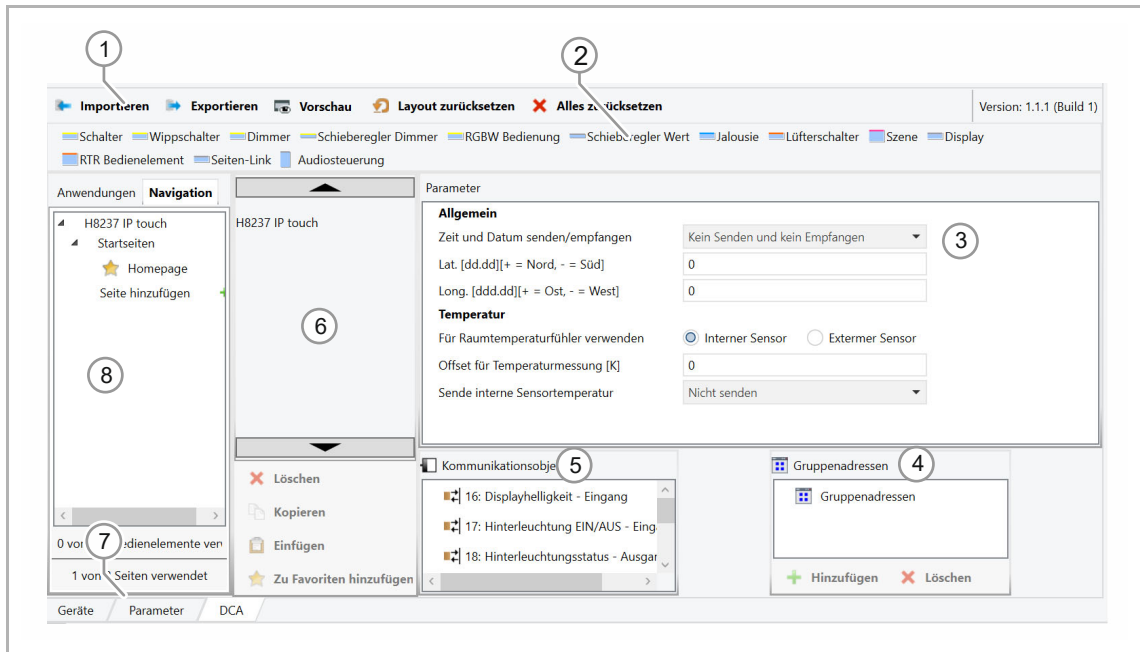 1
2
Importieren Exportieren Vorschau Layout zurücksetzen Alles zurücksetzen Version: 1.1.1 (Build 1)
Schalter Wippschalter Dimmer Schieberegler Dimmer RGBW Bedienung Schieberegler Wert Jalousie Lüfterschalter Szene Display
RTR Bedienelement Seiten-Link Audiosteuerung
Anwendungen Navigation
H8237 IP touch
Startseiten
Homepage
Seite hinzufügen
8
0 von
1 von Seiten verwendet
7
H8237 IP touch
6
Löschen
Kopieren
Einfügen
Zu Favoriten hinzufügen
Parameter
Allgemein
Zeit und Datum senden/empfangen Kein Senden und kein Empfangen
3
Lat. [dd.dd][+ = Nord, - = Süd] 0
Long. [ddd.dd][+ = Ost, - = West] 0
Temperatur
Für Raumtemperaturfühler verwenden Interner Sensor Extermer Sensor
Offset für Temperaturmessung [K] 0
Sende interne Sensortemperatur Nicht senden
Kommunikationsobje
5
16: Displayhelligkeit - Eingang
17: Hinterleuchtung EIN/AUS - Eing
18: Hinterleuchtungsstatus - Ausgar
Gruppenadressen
4
Gruppenadressen
Hinzufügen Löschen
Geräte Parameter DCA